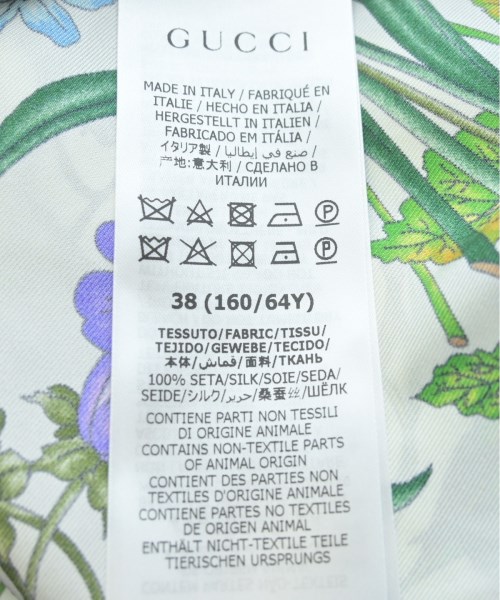 GUCCI
MADE IN ITALY / FABRIQUÉ EN
ITALIE / HECHO EN ITALIA /
HERGESTELLT IN ITALIEN /
FABRICADO EM ITÁLIA /
イタリア製 / صنع في إيطاليا /
产地:意大利 / СДЕЛАНО В
ИТАЛИИ
P
P
38 (160/64Y)
TESSUTO/FABRIC/TISSU/
TEJIDO/GEWEBE/TECIDO/
本体/قماش/面料/ТКАНЬ
100% SETA/SILK/SOIE/SEDA/
SEIDE/シルク/حرير/桑蚕丝/ШЁЛК
CONTIENE PARTI NON TESSILI
DI ORIGINE ANIMALE
CONTAINS NON-TEXTILE PARTS
OF ANIMAL ORIGIN
CONTIENT DES PARTIES NON
TEXTILES D'ORIGINE ANIMALE
CONTIENE PARTES NO TEXTILES
DE ORIGEN ANIMAL
ENTHÄLT NICHT-TEXTILE TEILE
TIERISCHEN URSPRUNGS